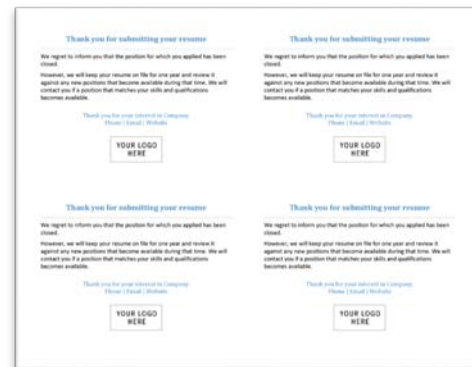 Thank you for submitting your resume
We regret to inform you that the position for which you applied has been
closed.
However, we will keep your resume on file for one year and review it
against any new positions that become available during that time. We will
contact you if a position that matches your skills and qualifications
becomes available.
Thank you for your interest in Company
Phone | Email | Website
YOUR LOGO
HERE
Thank you for submitting your resume
We regret to inform you that the position for which you applied has been
closed.
However, we will keep your resume on file for one year and review it
against any new positions that become available during that time. We will
contact you if a position that matches your skills and qualifications
becomes available.
Thank you for your interest in Company
Phone | Email | Website
YOUR LOGO
HERE
Thank you for submitting your resume
We regret to inform you that the position for which you applied has been
closed.
However, we will keep your resume on file for one year and review it
against any new positions that become available during that time. We will
contact you if a position that matches your skills and qualifications
becomes available.
Thank you for your interest in Company
Phone | Email | Website
YOUR LOGO
HERE
Thank you for submitting your resume
We regret to inform you that the position for which you applied has been
closed.
However, we will keep your resume on file for one year and review it
against any new positions that become available during that time. We will
contact you if a position that matches your skills and qualifications
becomes available.
Thank you for your interest in Company
Phone | Email | Website
YOUR LOGO
HERE